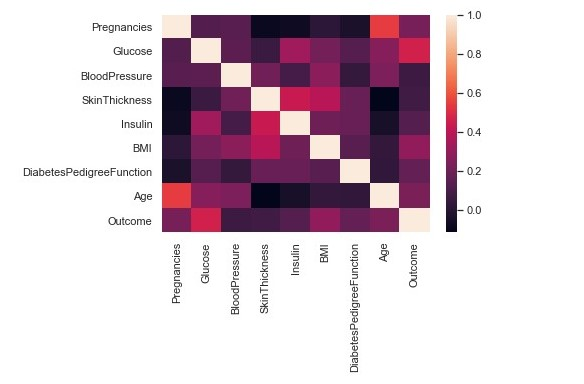 Pregnancies
Glucose
BloodPressure
SkinThickness
Insulin
BMI
DiabetesPedigreeFunction
Age
Outcome
Pregnancies
Glucose
BloodPressure
SkinThickness
Insulin
BMI
DiabetesPedigreeFunction
Age
Outcome
1.0
0.8
0.6
0.4
0.2
0.0